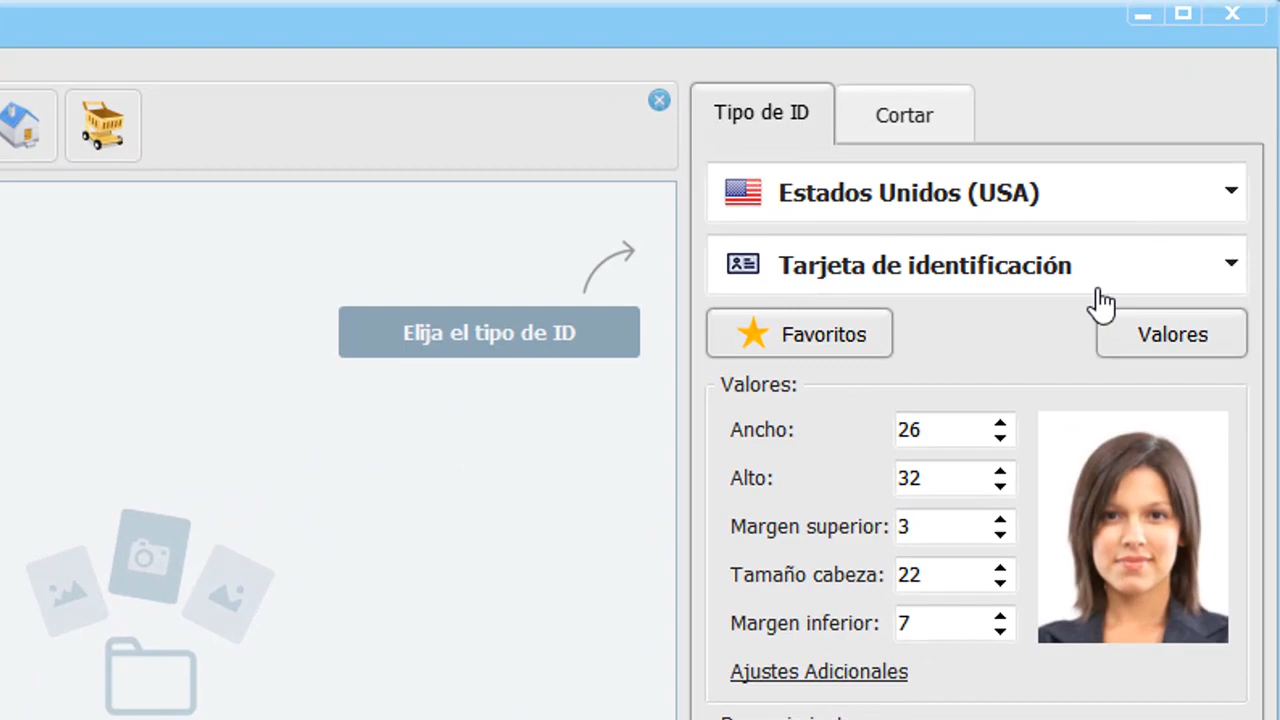 Tipo de ID
Cortar
Estados Unidos (USA)
Tarjeta de identificación
Elija el tipo de ID
Favoritos
Valores
Valores:
Ancho: 26
Alto: 32
Margen superior: 3
Tamaño cabeza: 22
Margen inferior: 7
Ajustes Adicionales